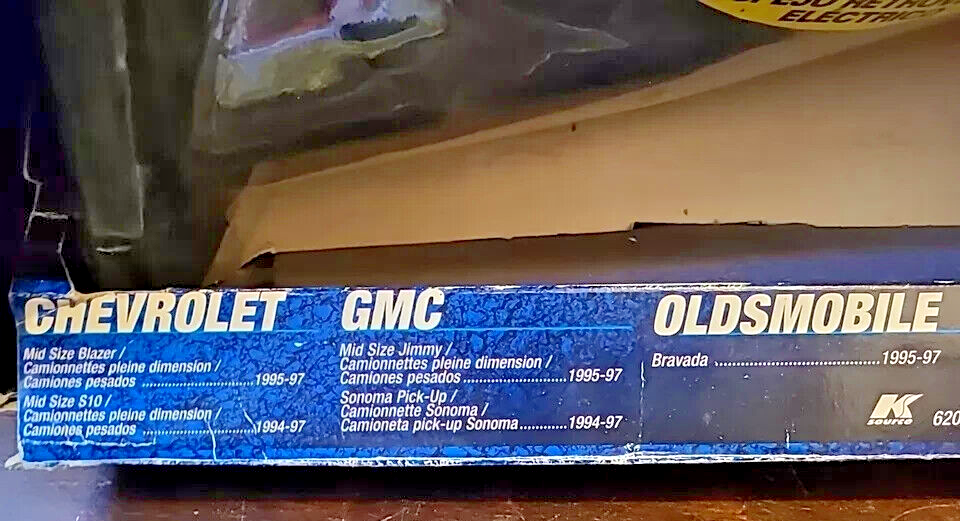 ELECTRIC
CHEVROLET
Mid Size Blazer /
Camionnettes pleine dimension /
Camiones pesados ..............................1995-97
Mid Size S10 /
Camionnettes pleine dimension /
Camiones pesados ..............................1994-97
GMC
Mid Size Jimmy /
Camionnettes pleine dimension /
Camiones pesados ...........................1995-97
Sonoma Pick-Up /
Camionnette Sonoma /
Camioneta pick-up Sonoma............1994-97
OLDSMOBILE
Bravada ..........................................1995-97
K
source
620